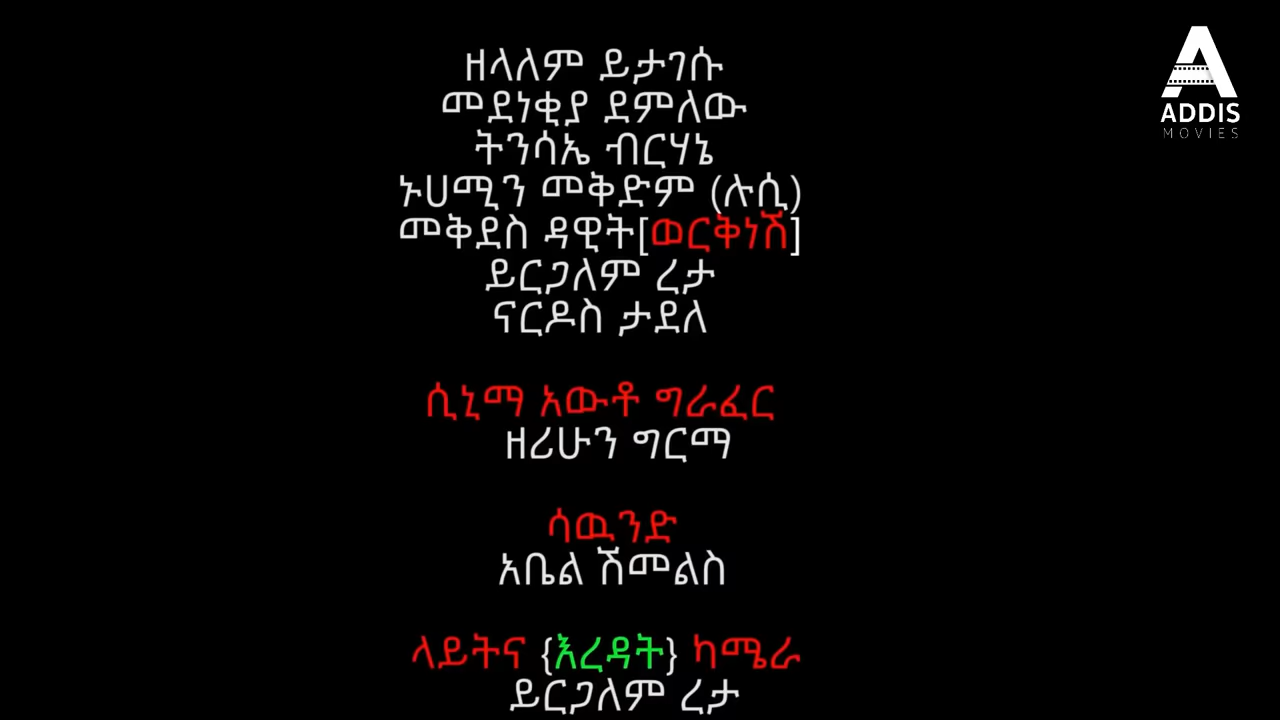 ዘላለም ይታገሱ
መደነቂያ ደምለው
ትንሳኤ ብርሃኔ
ኑሀሚን መቅድም (ሉሲ)
መቅደስ ዳዊት[ወርቅነሽ]
ይርጋለም ረታ
ናርዶስ ታደለ
ሲኒማ አውቶ ግራፈር
ዘሪሁን ግርማ
ሳዉንድ
አቤል ሽመልስ
ላይትና {እረዳት} ካሜራ
ይርጋለም ረታ
ADDIS
MOVIES